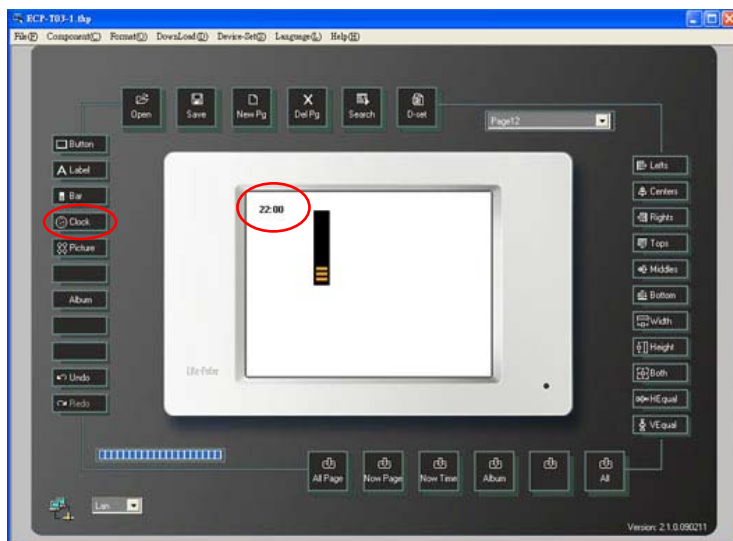 ECP-T03-1.thp
File(F) Component(C) Format(O) DownLoad(D) Device-Set(Z) Language(L) Help(H)
Open Save New Pg Del Pg Search D-set
Page12
Button
A Label
Bar
Clock
Picture
Album
Undo
Redo
22:00
Lite-Puter
Lefts
Centers
Rights
Tops
Middles
Bottom
Width
Height
Both
HEqual
VEqual
All Page Now Page Now Time Album All
Lan
Version: 2.1.0.090211